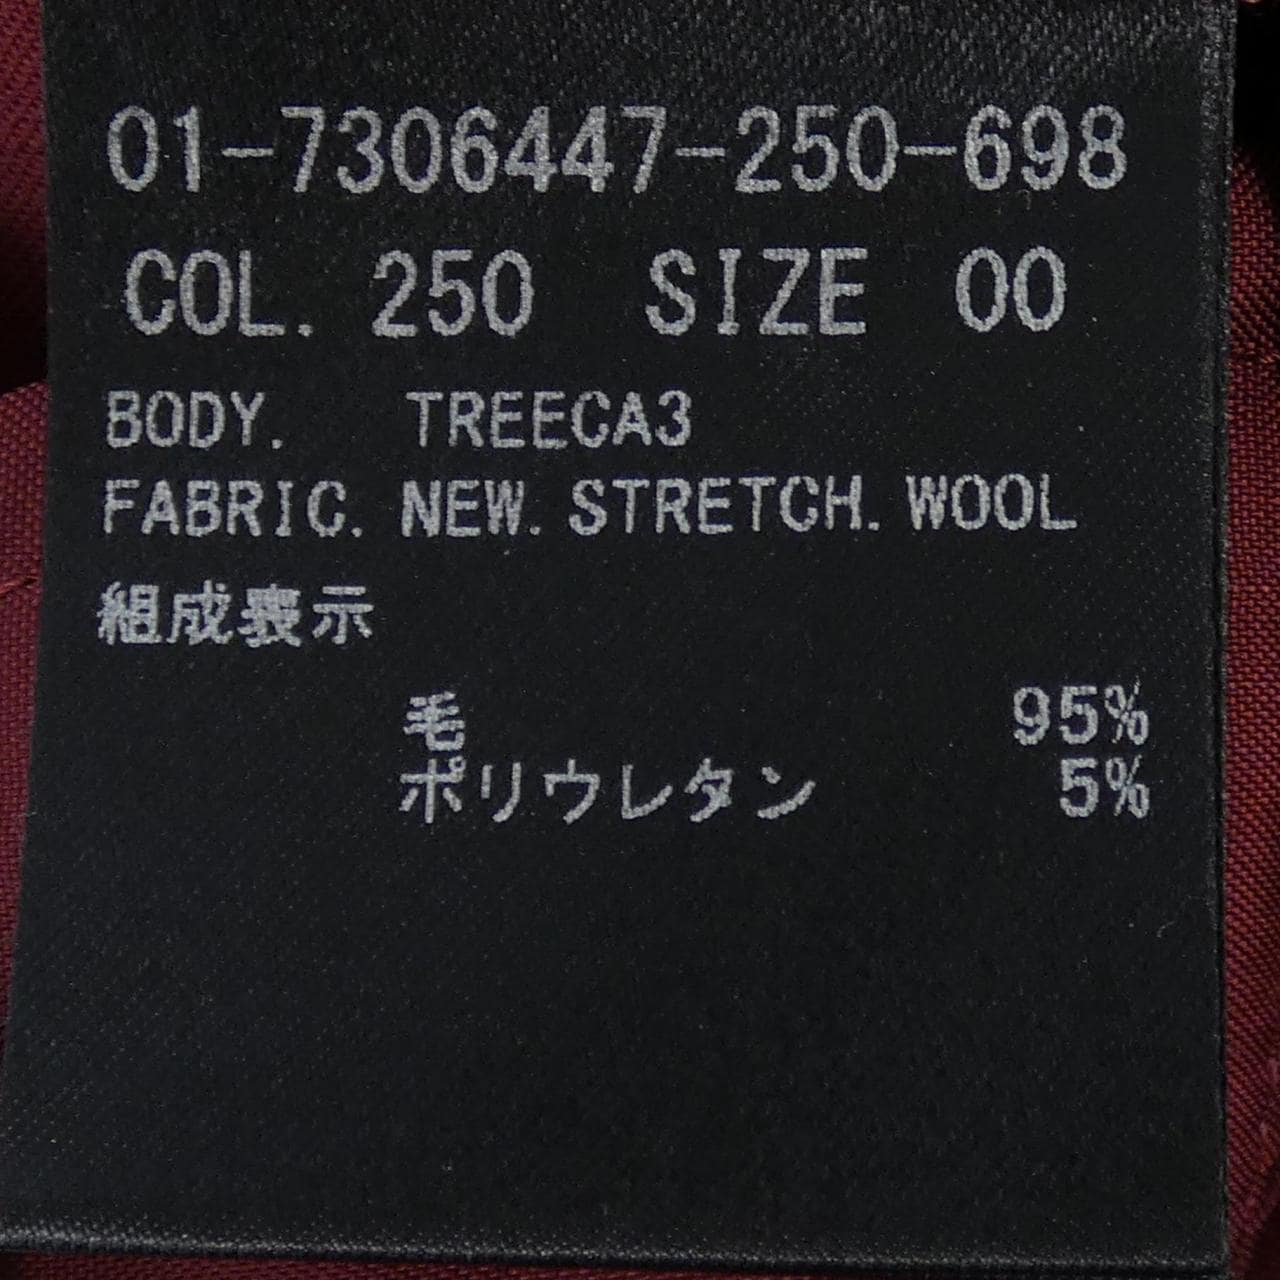 01-7306447-250-698
COL. 250 SIZE 00
BODY. TREECA3
FABRIC. NEW. STRETCH. WOOL
組成表示
毛 95%
ポリウレタン 5%